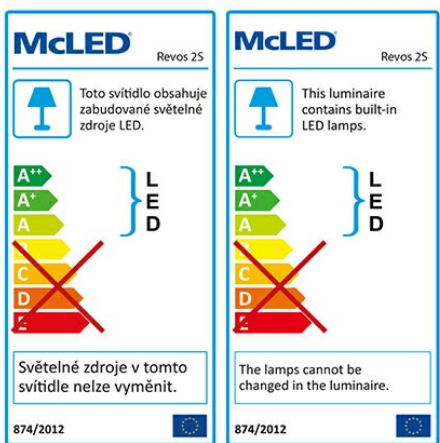 McLED
Revos 2S
Toto svítidlo obsahuje
zabudované světelné
zdroje LED.
A++
A+
A
B
C
D
E
L
E
D
Světelné zdroje v tomto
svítidle nelze vyměnit.
874/2012
McLED
Revos 2S
This luminaire
contains built-in
LED lamps.
A++
A+
A
B
C
D
E
L
E
D
The lamps cannot be
changed in the luminaire.
874/2012